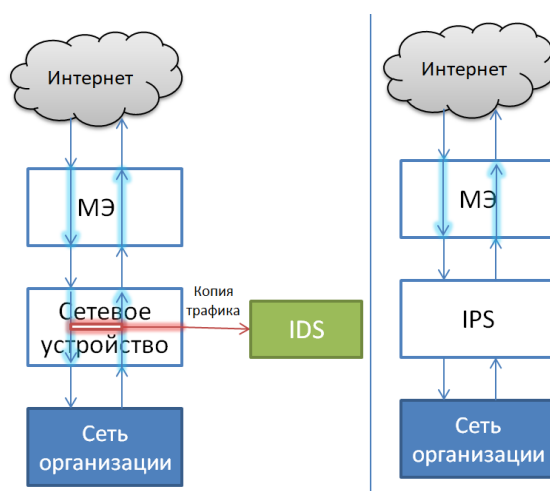 Интернет
МЭ
Сетевое
устройство
Копия
трафика
IDS
Сеть
организации
Интернет
МЭ
IPS
Сеть
организации